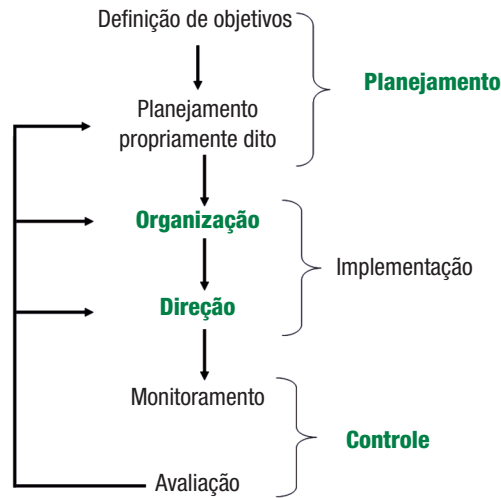 Definição de objetivos
Planejamento
Planejamento
propriamente dito
Organização
Implementação
Direção
Monitoramento
Controle
Avaliação